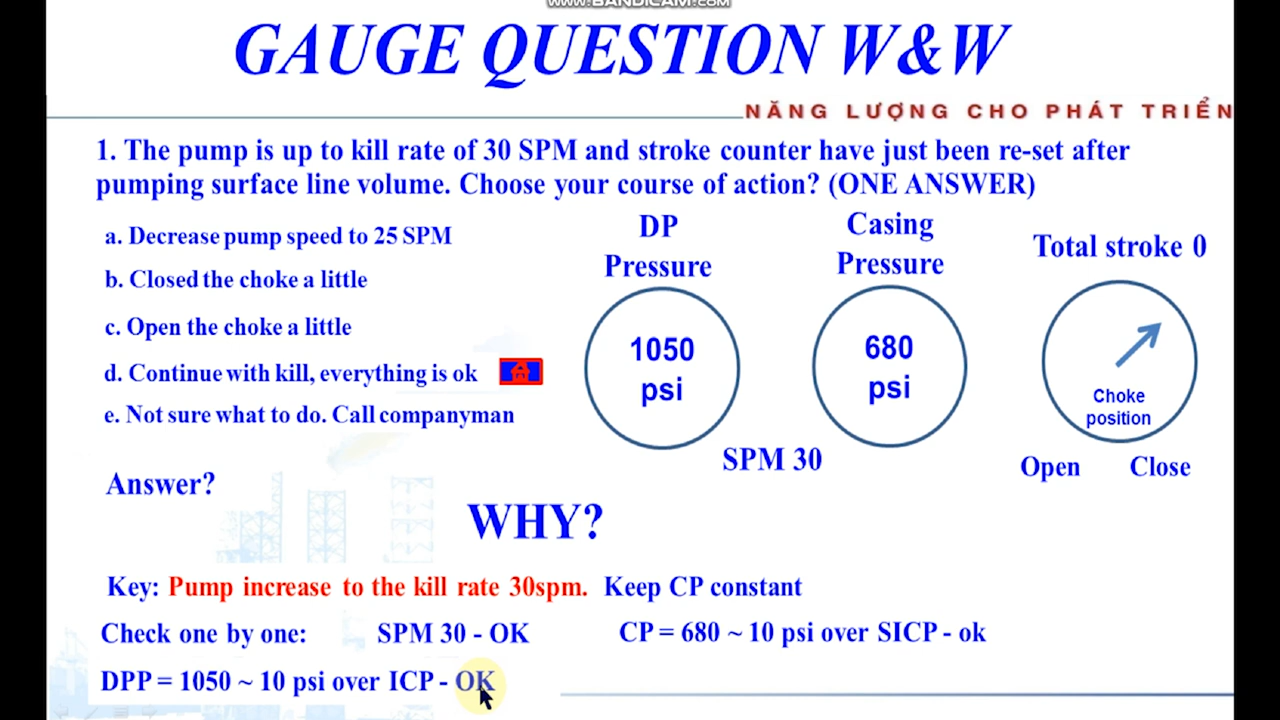 www.BANDICAM.com
GAUGE QUESTION W&W
NĂNG LƯỢNG CHO PHÁT TRIỂN
1. The pump is up to kill rate of 30 SPM and stroke counter have just been re-set after
pumping surface line volume. Choose your course of action? (ONE ANSWER)
a. Decrease pump speed to 25 SPM
b. Closed the choke a little
c. Open the choke a little
d. Continue with kill, everything is ok
e. Not sure what to do. Call companyman
DP
Pressure
1050
psi
Casing
Pressure
680
psi
SPM 30
Total stroke 0
Choke
position
Open Close
Answer?
WHY?
Key: Pump increase to the kill rate 30spm. Keep CP constant
Check one by one: SPM 30 - OK CP = 680 ~ 10 psi over SICP - ok
DPP = 1050 ~ 10 psi over ICP - OK